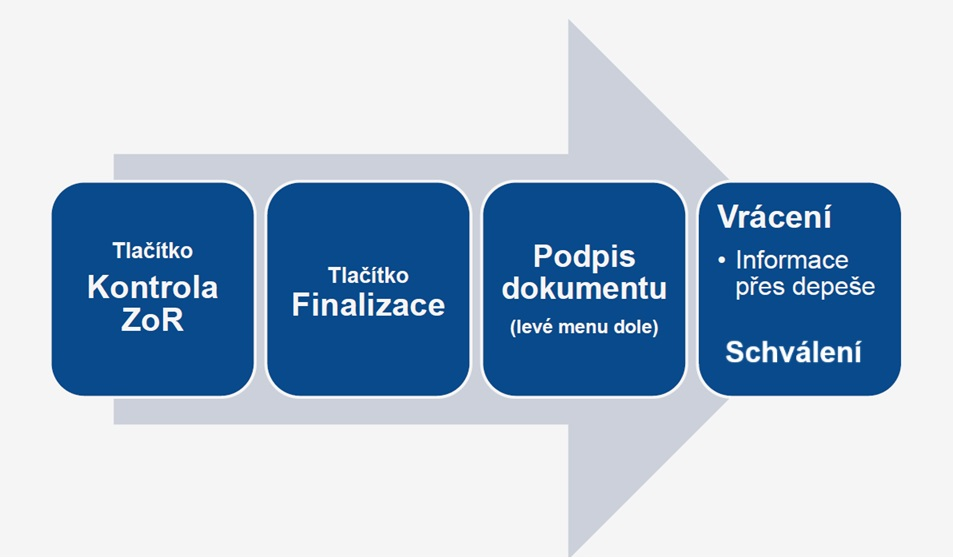 Tlačítko
Kontrola
ZoR
Tlačítko
Finalizace
Podpis
dokumentu
(levé menu dole)
Vrácení
• Informace
přes depeše
Schválení